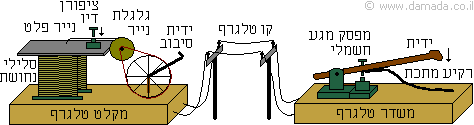 © www.damada.co.il
ציפורן
דיו
נייר פלט
גלגלת
נייר
ידית
סיבוב
סלילי
נחושת
מקלט טלגרף
קו טלגרף
מפסק מגע
חשמלי
ידית
רקיע מתכת
משדר טלגרף